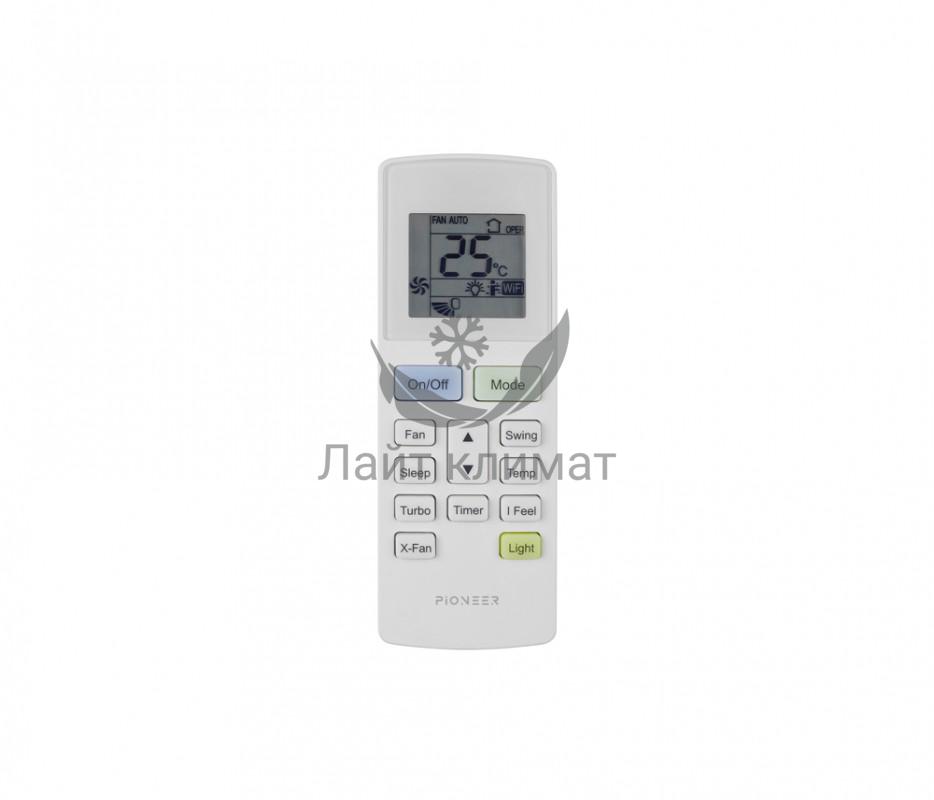 FAN AUTO
OPER
25°C
WiFi
On/Off Mode
Fan Swing
Лайт климат
Sleep Temp
Turbo Timer I Feel
X-Fan Light
PIONEER